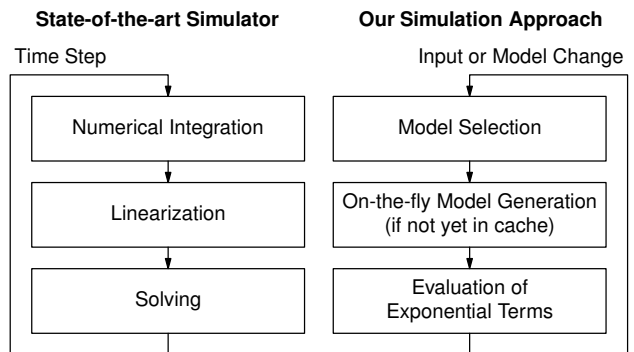 State-of-the-art Simulator
Time Step
Numerical Integration
Linearization
Solving
Our Simulation Approach
Input or Model Change
Model Selection
On-the-fly Model Generation
(if not yet in cache)
Evaluation of
Exponential Terms